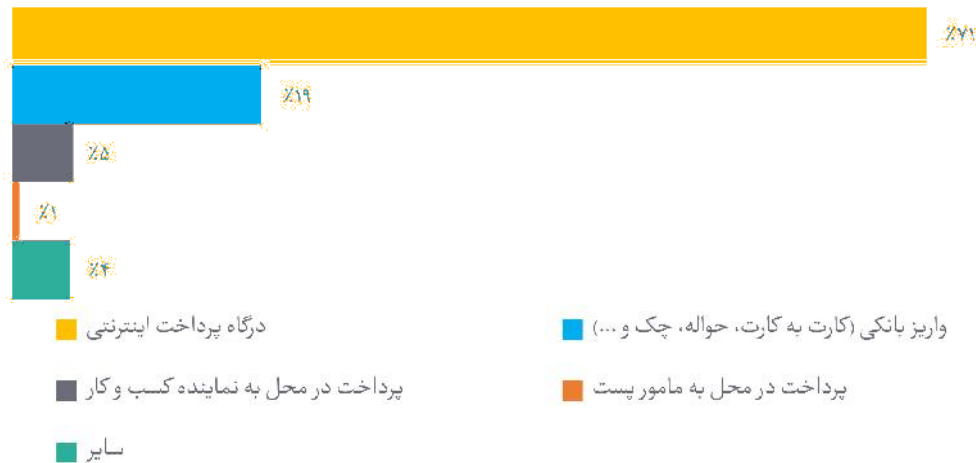 ٪۷۱
٪۱۹
٪۵
٪۱
٪۴
درگاه پرداخت اینترنتی
واریز بانکی (کارت به کارت، حواله، چک و ...)
پرداخت در محل به نماینده کسب و کار
پرداخت در محل به مامور پست
سایر